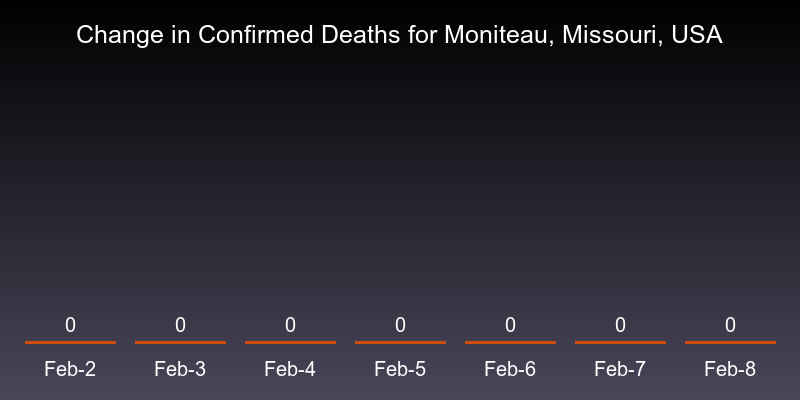 Change in Confirmed Deaths for Moniteau, Missouri, USA
0 0 0 0 0 0 0
Feb-2 Feb-3 Feb-4 Feb-5 Feb-6 Feb-7 Feb-8